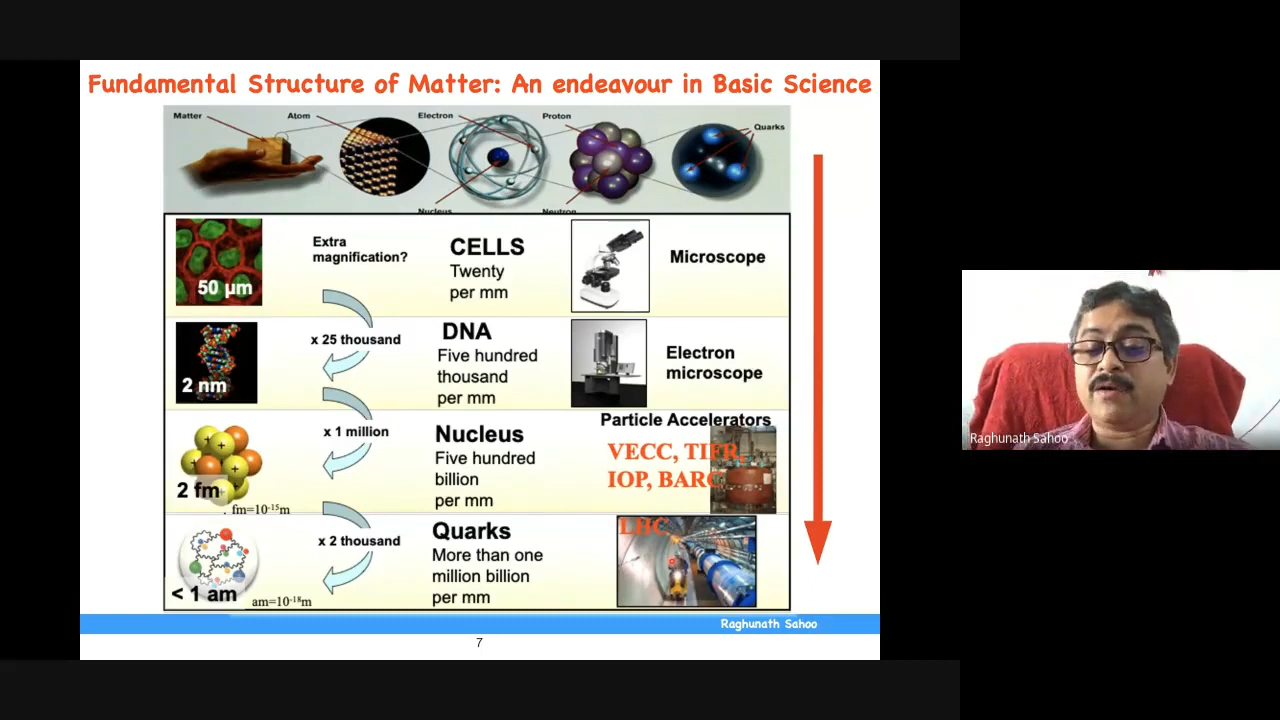 Fundamental Structure of Matter: An endeavour in Basic Science
Matter
Atom
Electron
Proton
Quarks
Nucleus
Neutron
50 µm
Extra
magnification?
CELLS
Twenty
per mm
Microscope
x 25 thousand
2 nm
DNA
Five hundred
thousand
per mm
Electron
microscope
x 1 million
2 fm
fm=10⁻¹⁵m
Nucleus
Five hundred
billion
per mm
Particle Accelerators
VECC, TIFR,
IOP, BARC
x 2 thousand
< 1 am
am=10⁻¹⁸m
Quarks
More than one
million billion
per mm
LHC
Raghunath Sahoo
7
Raghunath Sahoo